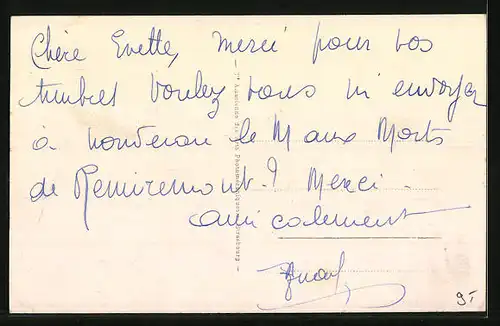 Chère Evette, merci pour vos
timbres Voulez vous m'envoyer
à nouveau le M aux Morts
de Remiremont.? Merci.
amicalement
95